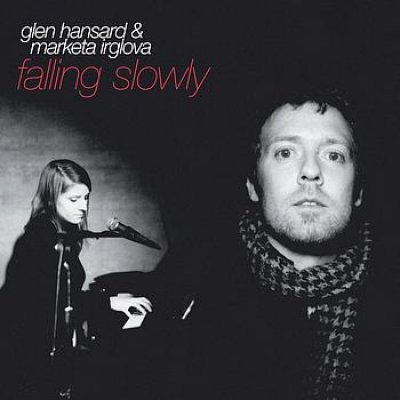 glen hansard &
marketa irglova
falling slowly